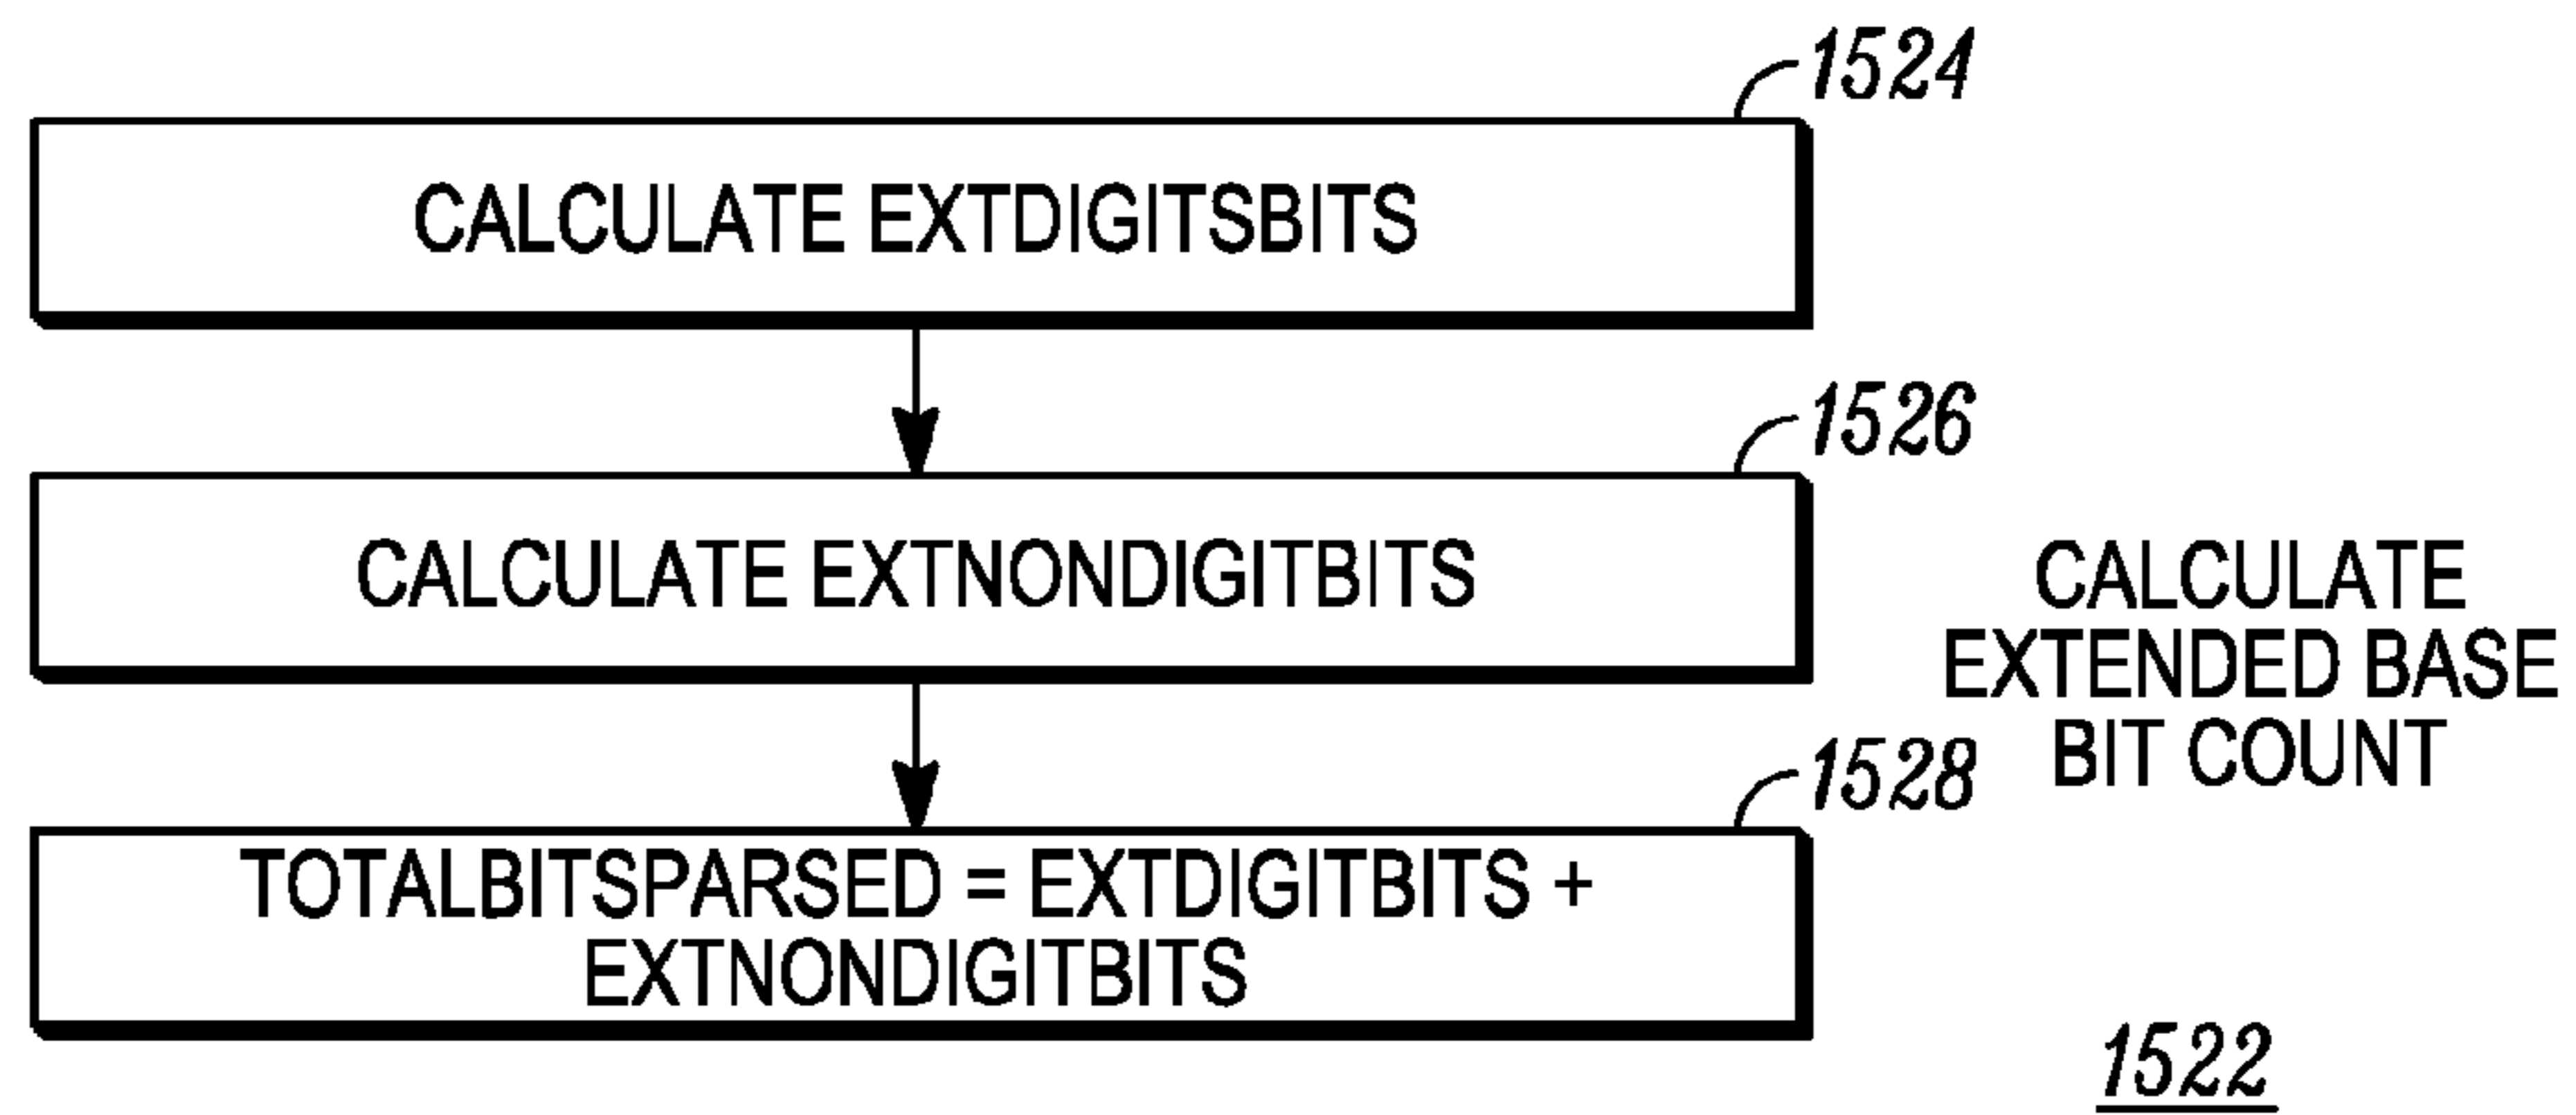 1524
CALCULATE EXTDIGITSBITS
1526
CALCULATE EXTNONDIGITBITS
CALCULATE
EXTENDED BASE
BIT COUNT
1528
TOTALBITSPARSED = EXTDIGITBITS +
EXTNONDIGITBITS
1522